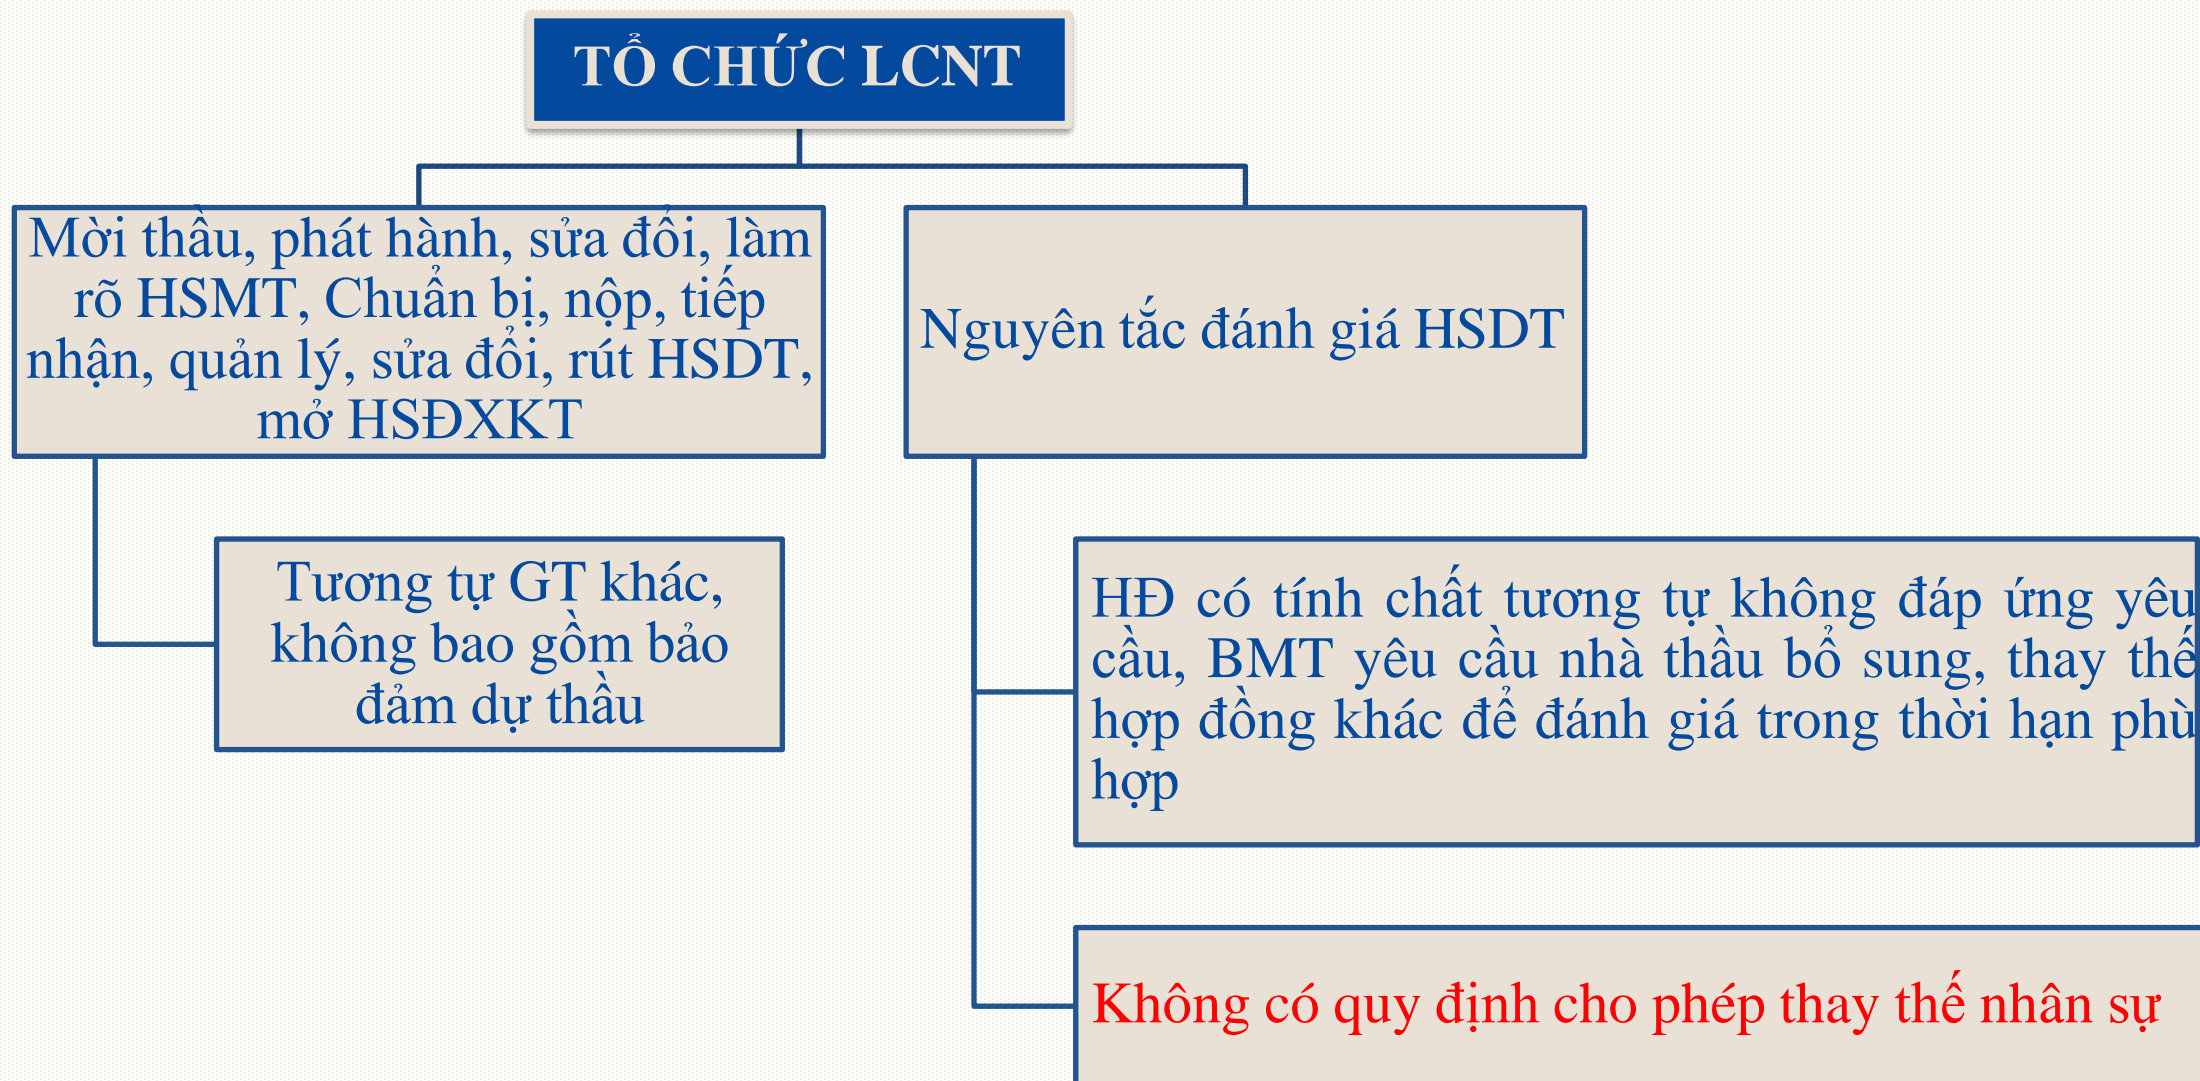 TỔ CHỨC LCNT
Mời thầu, phát hành, sửa đổi, làm
rõ HSMT, Chuẩn bị, nộp, tiếp
nhận, quản lý, sửa đổi, rút HSDT,
mở HSĐXKT
Tương tự GT khác,
không bao gồm bảo
đảm dự thầu
Nguyên tắc đánh giá HSDT
HĐ có tính chất tương tự không đáp ứng yêu
cầu, BMT yêu cầu nhà thầu bổ sung, thay thế
hợp đồng khác để đánh giá trong thời hạn phù
hợp
Không có quy định cho phép thay thế nhân sự